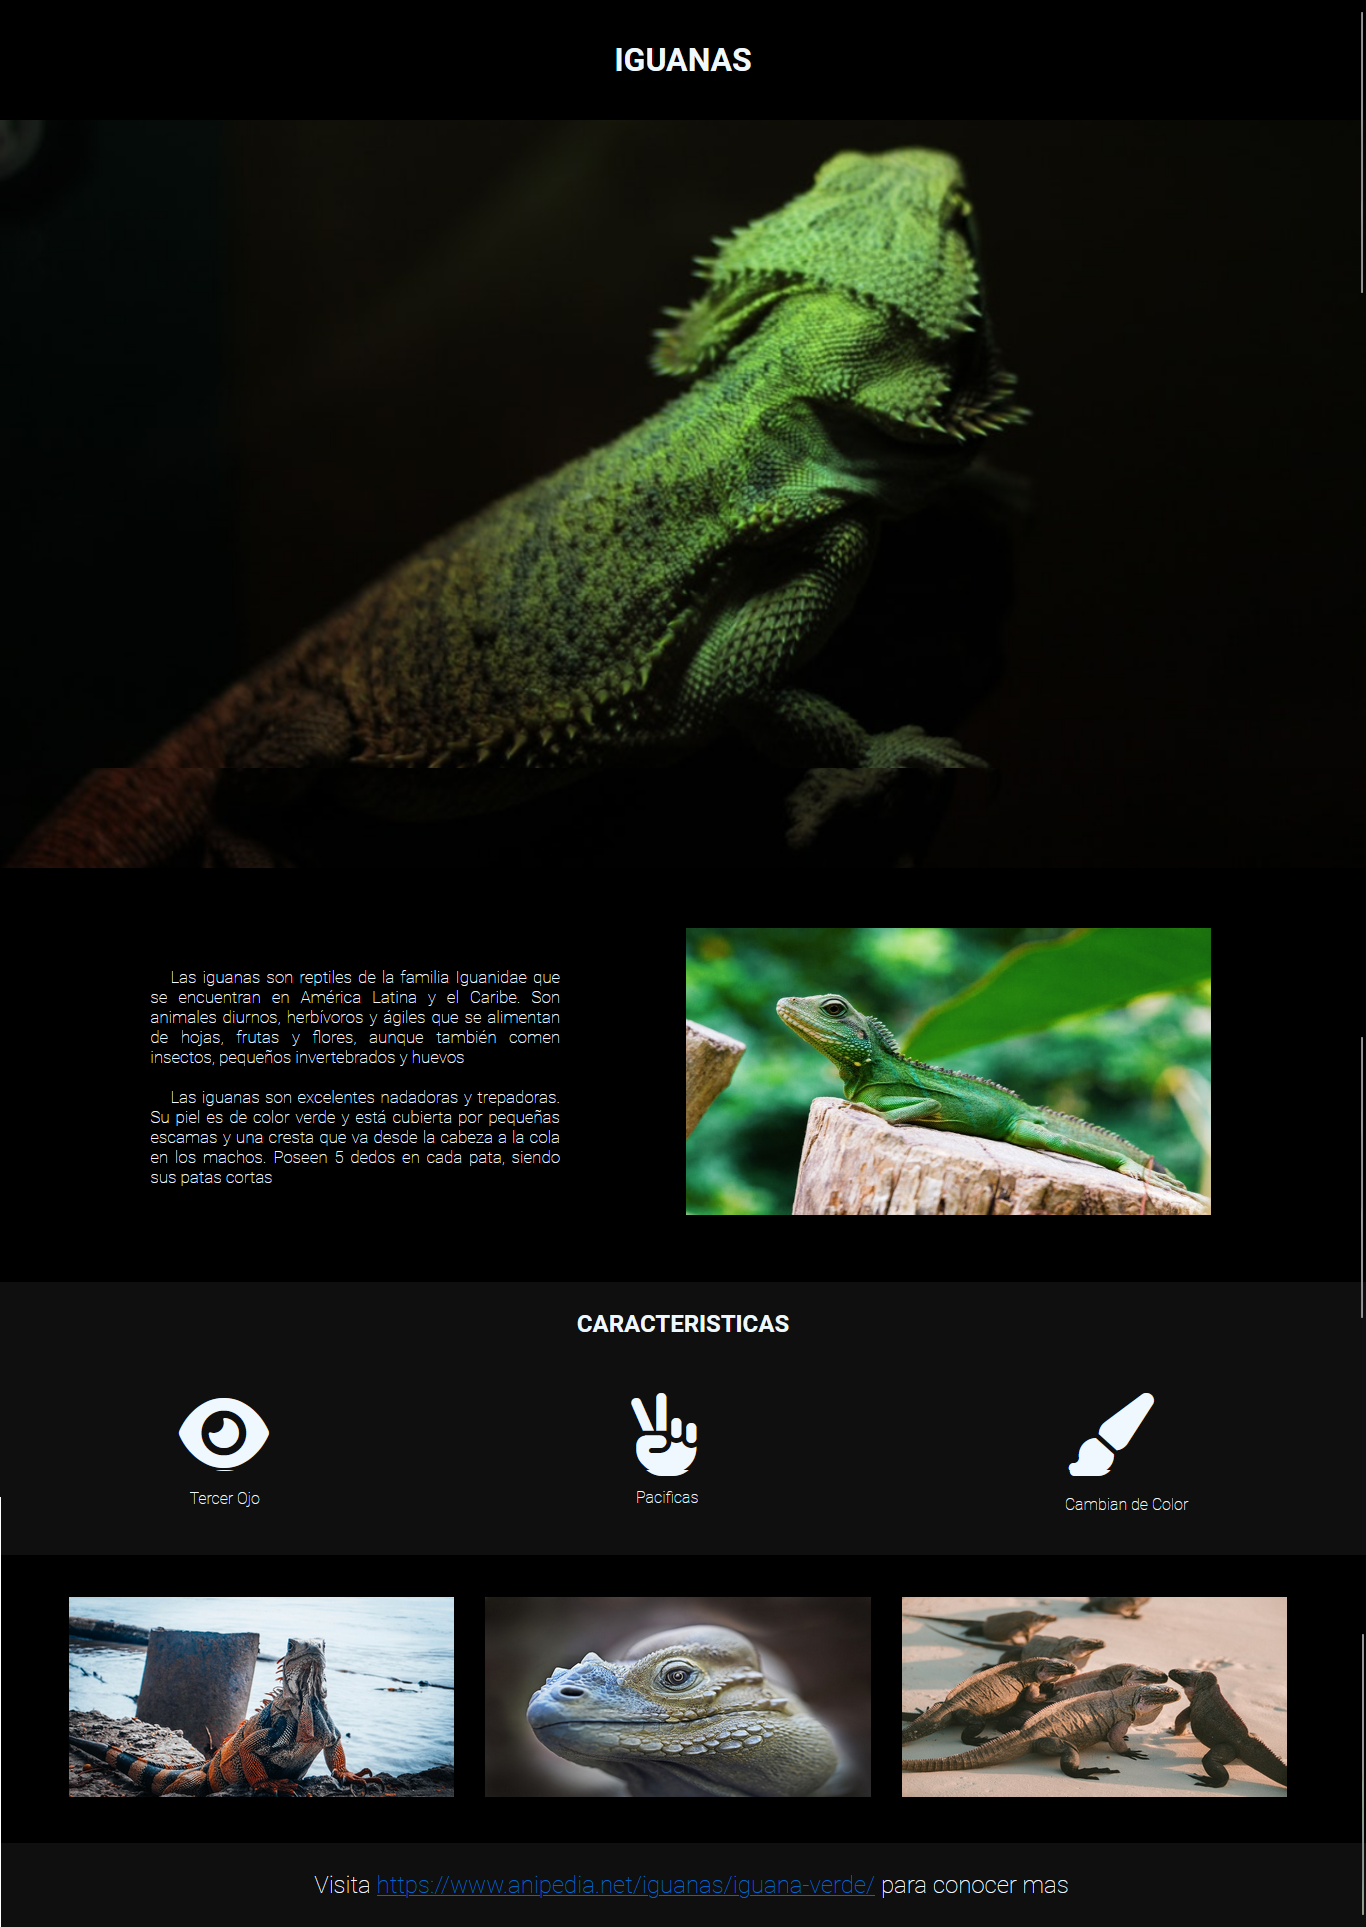 IGUANAS
Las iguanas son reptiles de la familia Iguanidae que
se encuentran en América Latina y el Caribe. Son
animales diurnos, herbívoros y ágiles que se alimentan
de hojas, frutas y flores, aunque también comen
insectos, pequeños invertebrados y huevos
Las iguanas son excelentes nadadoras y trepadoras.
Su piel es de color verde y está cubierta por pequeñas
escamas y una cresta que va desde la cabeza a la cola
en los machos. Poseen 5 dedos en cada pata, siendo
sus patas cortas
CARACTERISTICAS
Tercer Ojo
Pacificas
Cambian de Color
Visita https://www.anipedia.net/iguanas/iguana-verde/ para conocer mas